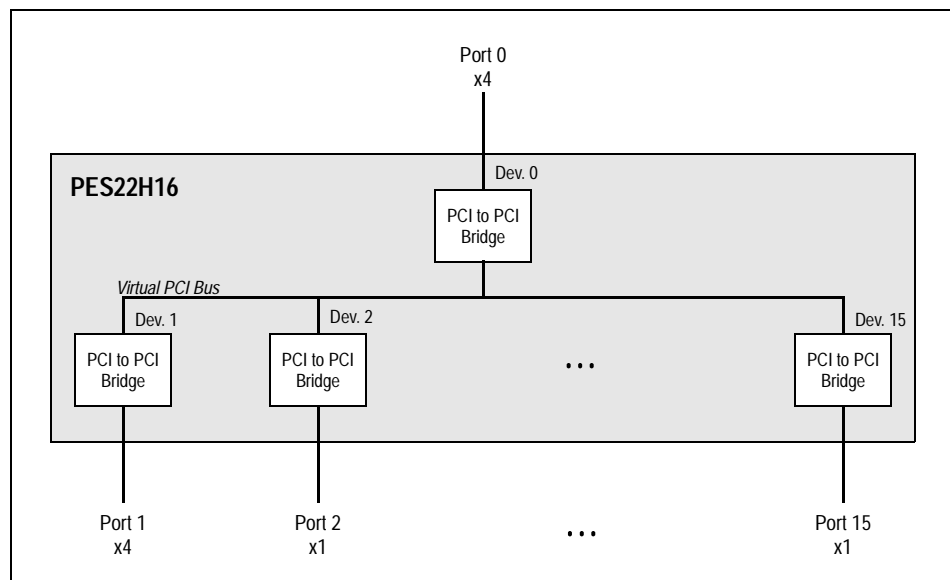 Port 0
x4
PES22H16
Dev. 0
PCI to PCI
Bridge
Virtual PCI Bus
Dev. 1
Dev. 2
Dev. 15
PCI to PCI
Bridge
PCI to PCI
Bridge
...
PCI to PCI
Bridge
Port 1
x4
Port 2
x1
...
Port 15
x1